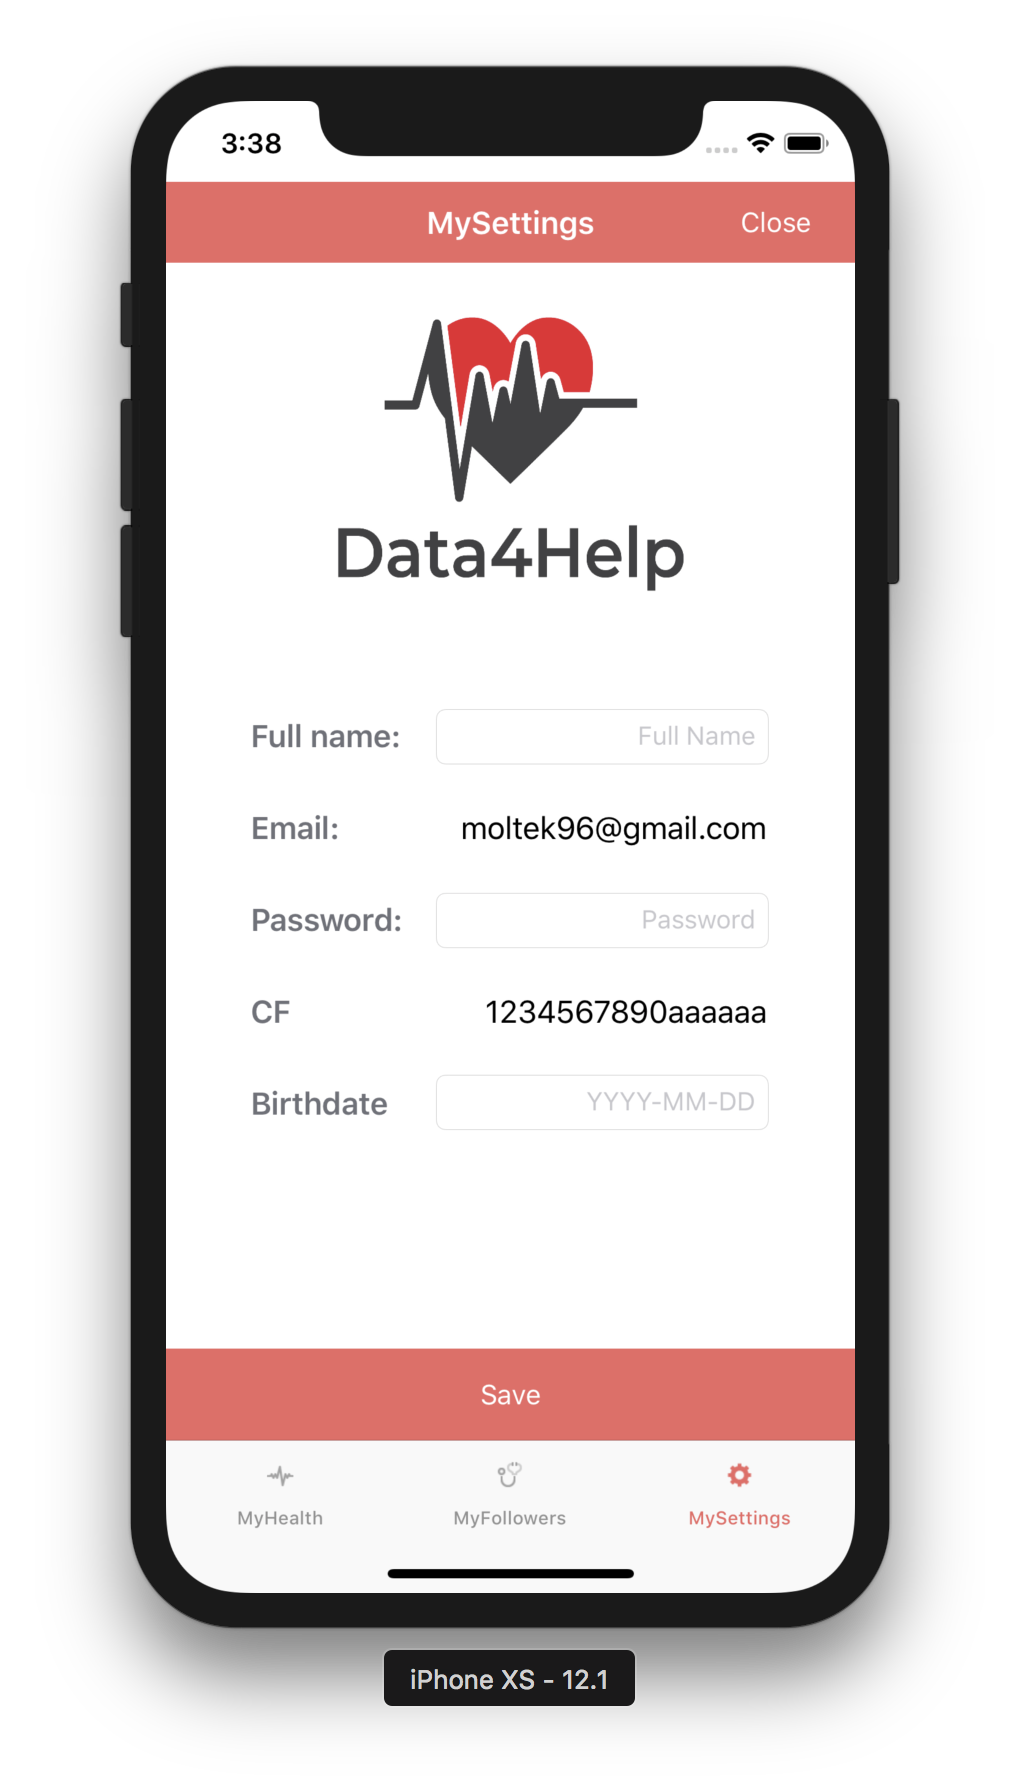 3:38
MySettings Close
Data4Help
Full name: Full Name
Email: moltek96@gmail.com
Password: Password
CF 1234567890aaaaaa
Birthdate YYYY-MM-DD
Save
MyHealth MyFollowers MySettings
iPhone XS - 12.1